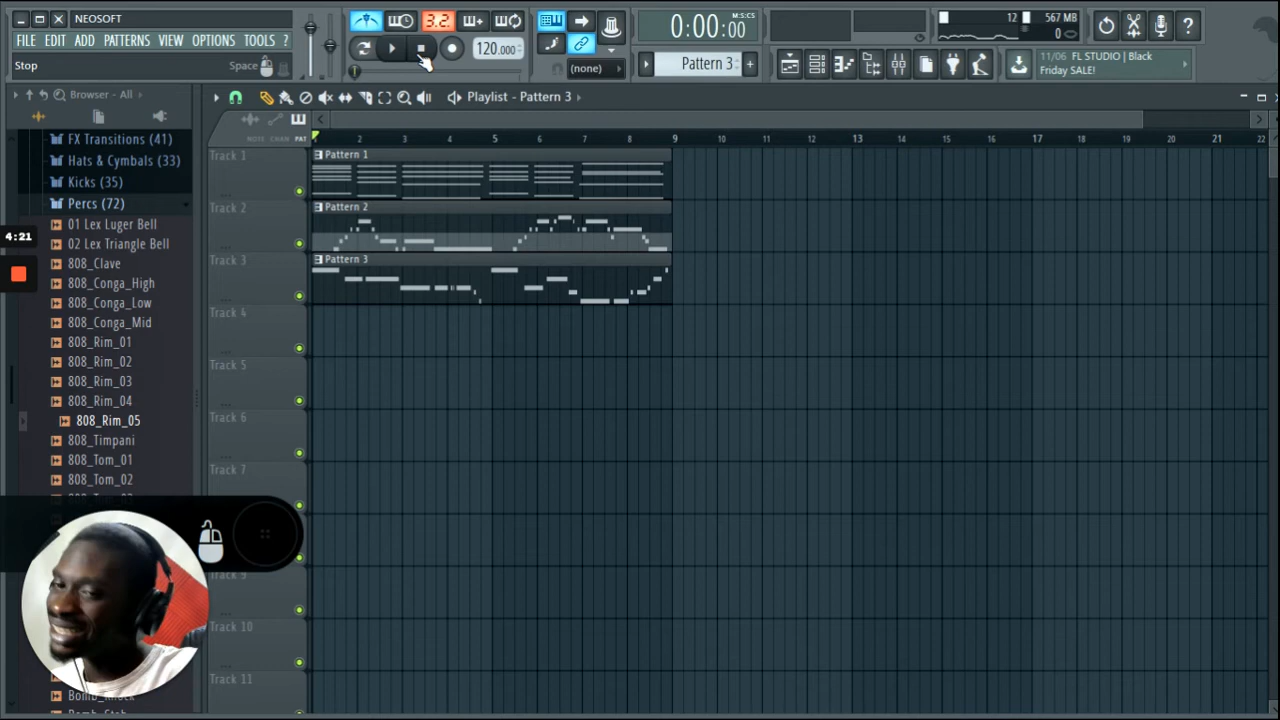 NEOSOFT
FILE EDIT ADD PATTERNS VIEW OPTIONS TOOLS ?
Stop
Space
3.2.
120.000
(none)
0:00:00
M:S:CS
Pattern 3
12
567 MB
0
11/06 FL STUDIO | Black
Friday SALE!
Browser - All
Playlist - Pattern 3
NOTE CHAN PAT
2 3 4 5 6 7 8 9 10 11 12 13 14 15 16 17 18 19 20 21 22
FX Transitions (41)
Hats & Cymbals (33)
Kicks (35)
Percs (72)
01 Lex Luger Bell
02 Lex Triangle Bell
808_Clave
808_Conga_High
808_Conga_Low
808_Conga_Mid
808_Rim_01
808_Rim_02
808_Rim_03
808_Rim_04
808_Rim_05
808_Timpani
808_Tom_01
808_Tom_02
4:21
Track 1
Track 2
Track 3
Track 4
Track 5
Track 6
Track 7
Track 10
Track 11
Pattern 1
Pattern 2
Pattern 3